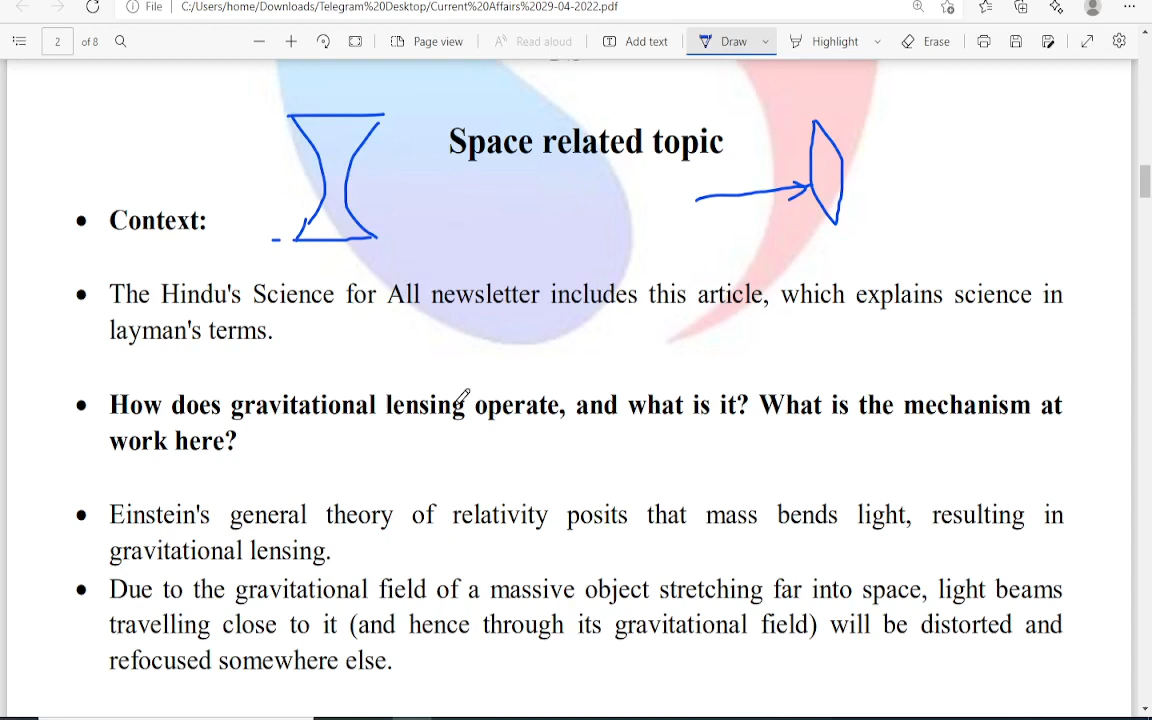 File C:/Users/home/Downloads/Telegram%20Desktop/Current%20Affairs%2029-04-2022.pdf
2 of 8 Page view Read aloud Add text Draw Highlight Erase
Space related topic
• Context:
• The Hindu's Science for All newsletter includes this article, which explains science in
layman's terms.
• How does gravitational lensing operate, and what is it? What is the mechanism at
work here?
• Einstein's general theory of relativity posits that mass bends light, resulting in
gravitational lensing.
• Due to the gravitational field of a massive object stretching far into space, light beams
travelling close to it (and hence through its gravitational field) will be distorted and
refocused somewhere else.